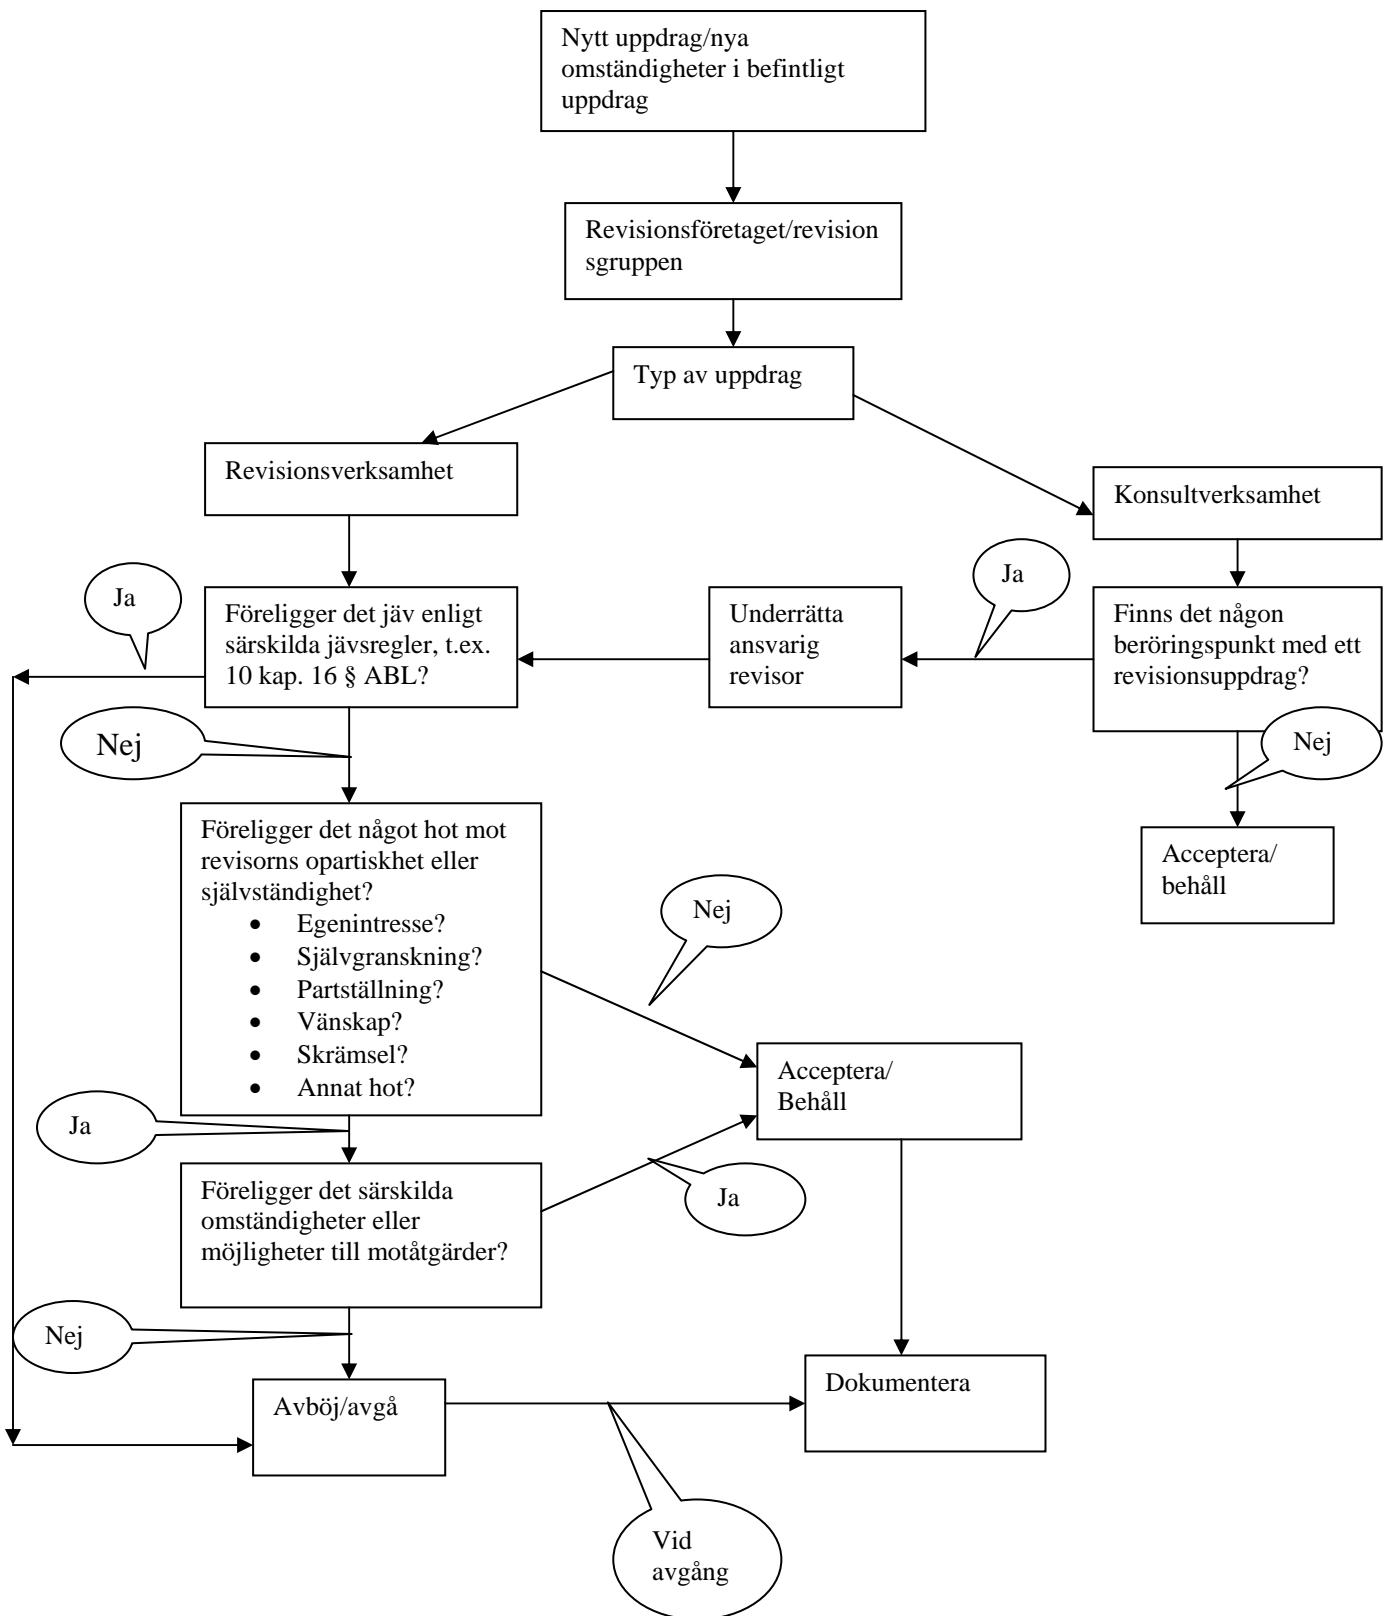 Nytt uppdrag/nya
omständigheter i befintligt
uppdrag
Revisionsföretaget/revision
sgruppen
Typ av uppdrag
Revisionsverksamhet
Konsultverksamhet
Ja
Ja
Föreligger det jäv enligt
särskilda jävsregler, t.ex.
10 kap. 16 § ABL?
Underrätta
ansvarig
revisor
Finns det någon
beröringspunkt med ett
revisionsuppdrag?
Nej
Nej
Föreligger det något hot mot
revisorns opartiskhet eller
självständighet?
• Egenintresse?
• Självgranskning?
• Partställning?
• Vänskap?
• Skrämsel?
• Annat hot?
Acceptera/
behåll
Nej
Acceptera/
Behåll
Ja
Föreligger det särskilda
omständigheter eller
möjligheter till motåtgärder?
Ja
Nej
Avböj/avgå
Dokumentera
Vid
avgång